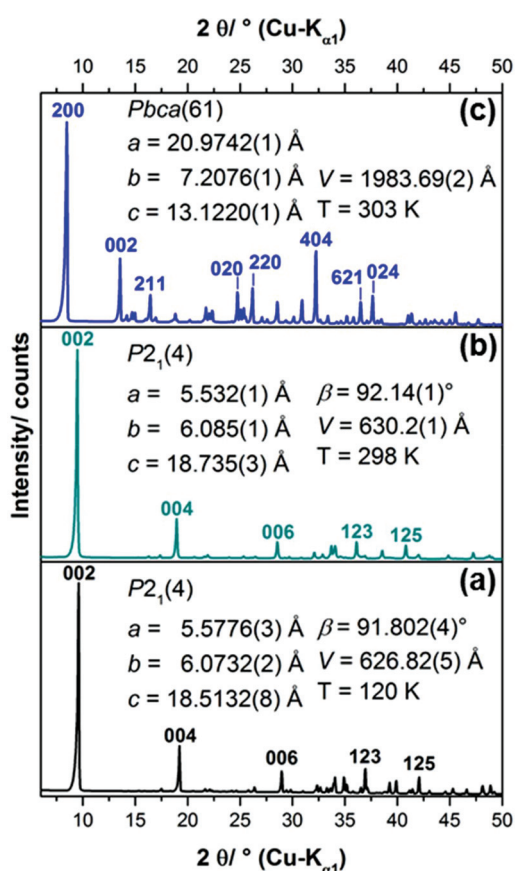 2 θ/ ° (Cu-Kα1)
10 15 20 25 30 35 40 45 50
(c)
200
Pbca(61)
a = 20.9742(1) Å
b = 7.2076(1) Å V = 1983.69(2) Å
c = 13.1220(1) Å T = 303 K
002
211
020
220
404
621
024
(b)
002
P2₁(4)
a = 5.532(1) Å β = 92.14(1)°
b = 6.085(1) Å V = 630.2(1) Å
c = 18.735(3) Å T = 298 K
004
006
123
125
(a)
002
P2₁(4)
a = 5.5776(3) Å β = 91.802(4)°
b = 6.0732(2) Å V = 626.82(5) Å
c = 18.5132(8) Å T = 120 K
004
006
123
125
Intensity/ counts
10 15 20 25 30 35 40 45 50
2 θ/ ° (Cu-Kα1)